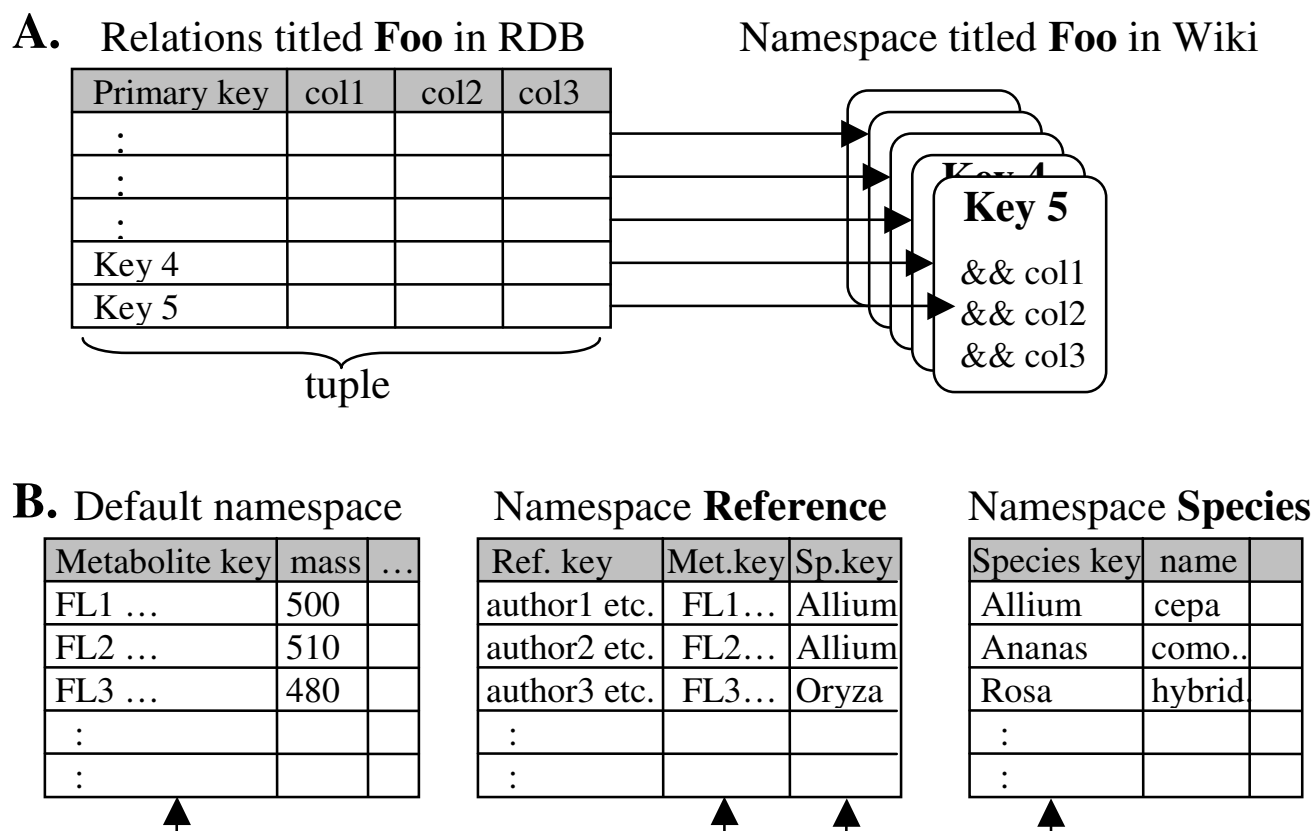 A. Relations titled Foo in RDB
Namespace titled Foo in Wiki
Primary key col1 col2 col3
:
:
:
Key 4
Key 5
tuple
Key 4
Key 5
&& col1
&& col2
&& col3
B. Default namespace
Metabolite key mass …
FL1 … 500
FL2 … 510
FL3 … 480
:
:
Namespace Reference
Ref. key Met.key Sp.key
author1 etc. FL1… Allium
author2 etc. FL2… Allium
author3 etc. FL3… Oryza
:
:
Namespace Species
Species key name
Allium cepa
Ananas como..
Rosa hybrid.
:
: